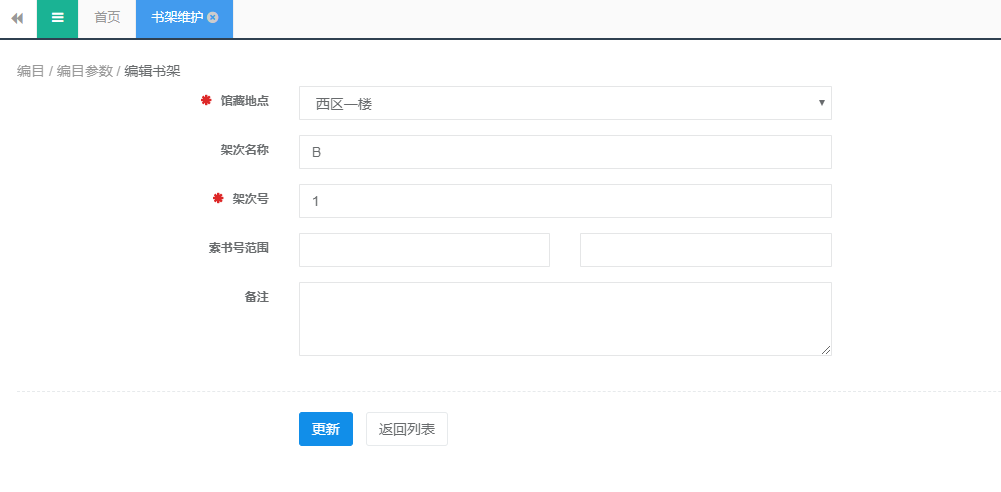 首页 书架维护
编目 / 编目参数 / 编辑书架
馆藏地点 西区一楼
架次名称 B
架次号 1
索书号范围
备注
更新 返回列表